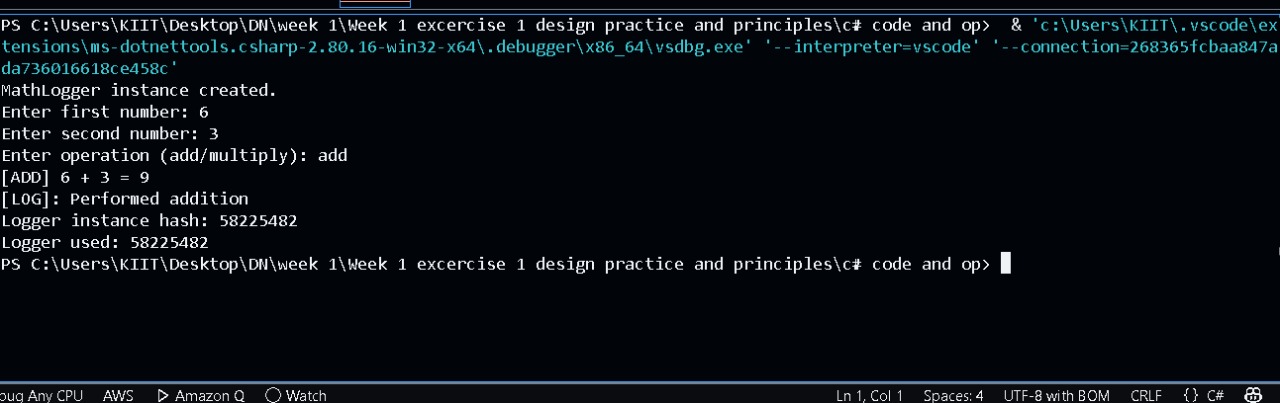 PS C:\Users\KIIT\Desktop\DN\week 1\Week 1 excercise 1 design practice and principles\c# code and op>  & 'c:\Users\KIIT\.vscode\ex
tensions\ms-dotnettools.csharp-2.80.16-win32-x64\.debugger\x86_64\vsdbg.exe' '--interpreter=vscode' '--connection=268365fcbaa847a
da736016618ce458c'
MathLogger instance created.
Enter first number: 6
Enter second number: 3
Enter operation (add/multiply): add
[ADD] 6 + 3 = 9
[LOG]: Performed addition
Logger instance hash: 58225482
Logger used: 58225482
PS C:\Users\KIIT\Desktop\DN\week 1\Week 1 excercise 1 design practice and principles\c# code and op>
bug Any CPU AWS Amazon Q Watch Ln 1, Col 1 Spaces: 4 UTF-8 with BOM CRLF {} C#